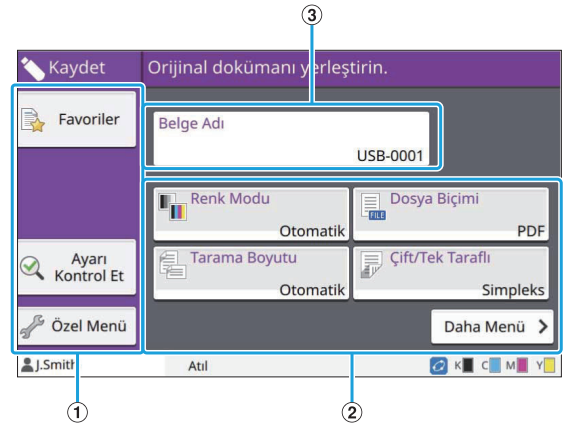 ③
Kaydet
Orijinal dokümanı yerleştirin.
Favoriler
Belge Adı
USB-0001
Renk Modu
Otomatik
Dosya Biçimi
FILE
PDF
Tarama Boyutu
Otomatik
Çift/Tek Taraflı
Simpleks
Ayarı
Kontrol Et
Özel Menü
Daha Menü
J.Smith
Atıl
K C M Y
① ②